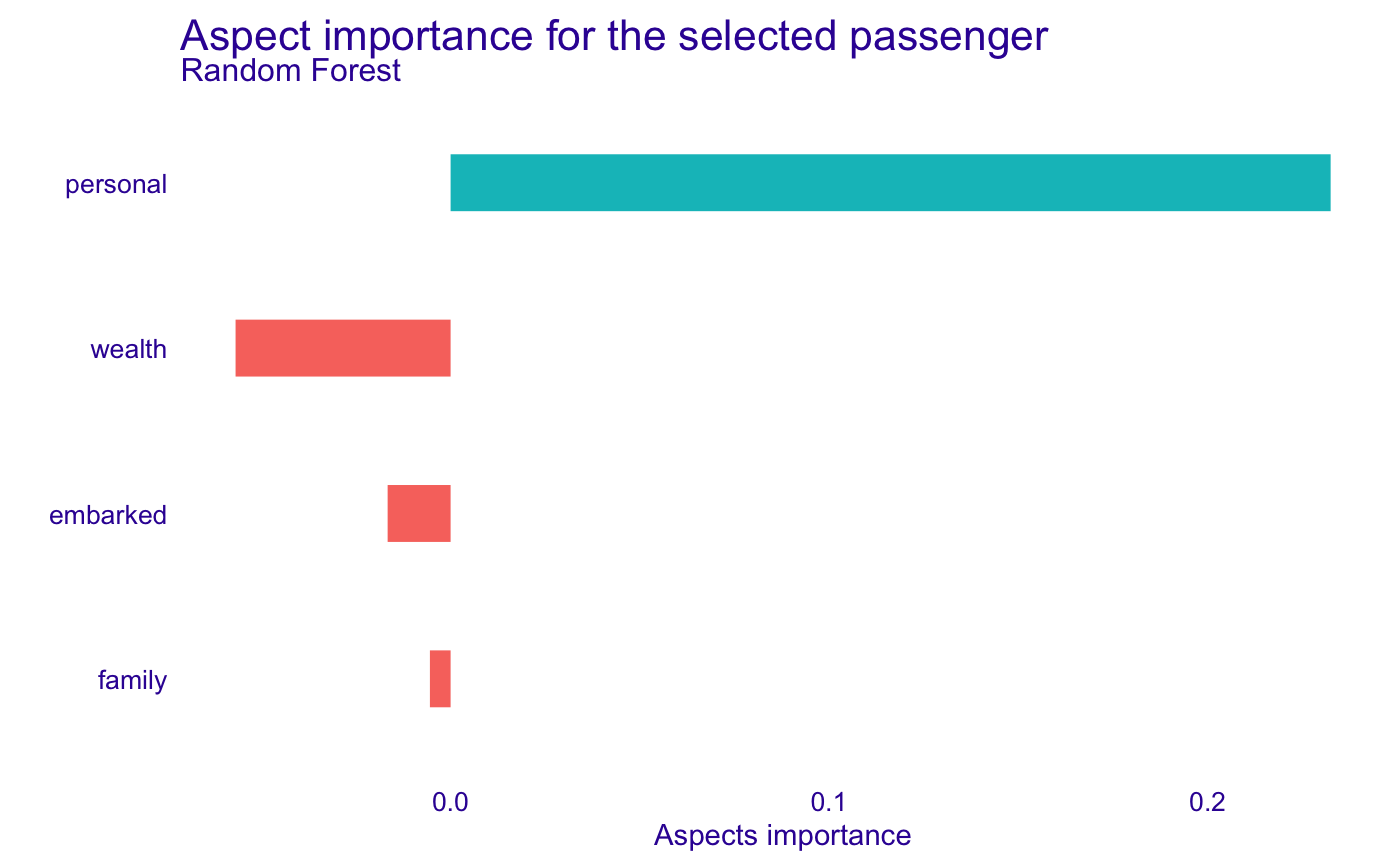 Aspect importance for the selected passenger
Random Forest
personal
wealth
embarked
family
0.0 0.1 0.2
Aspects importance